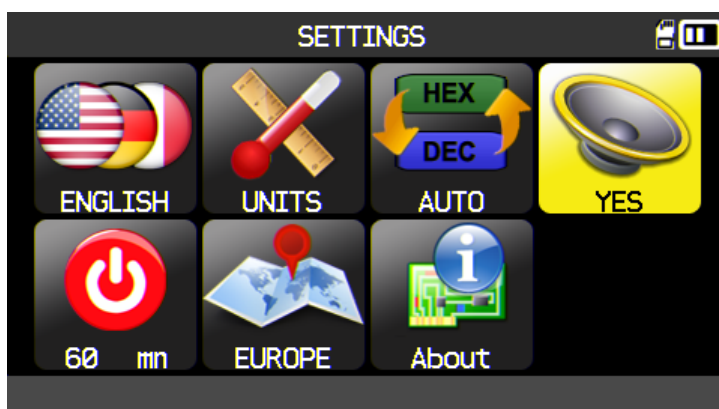 SETTINGS
HEX
DEC
ENGLISH UNITS AUTO YES
60 mn EUROPE About